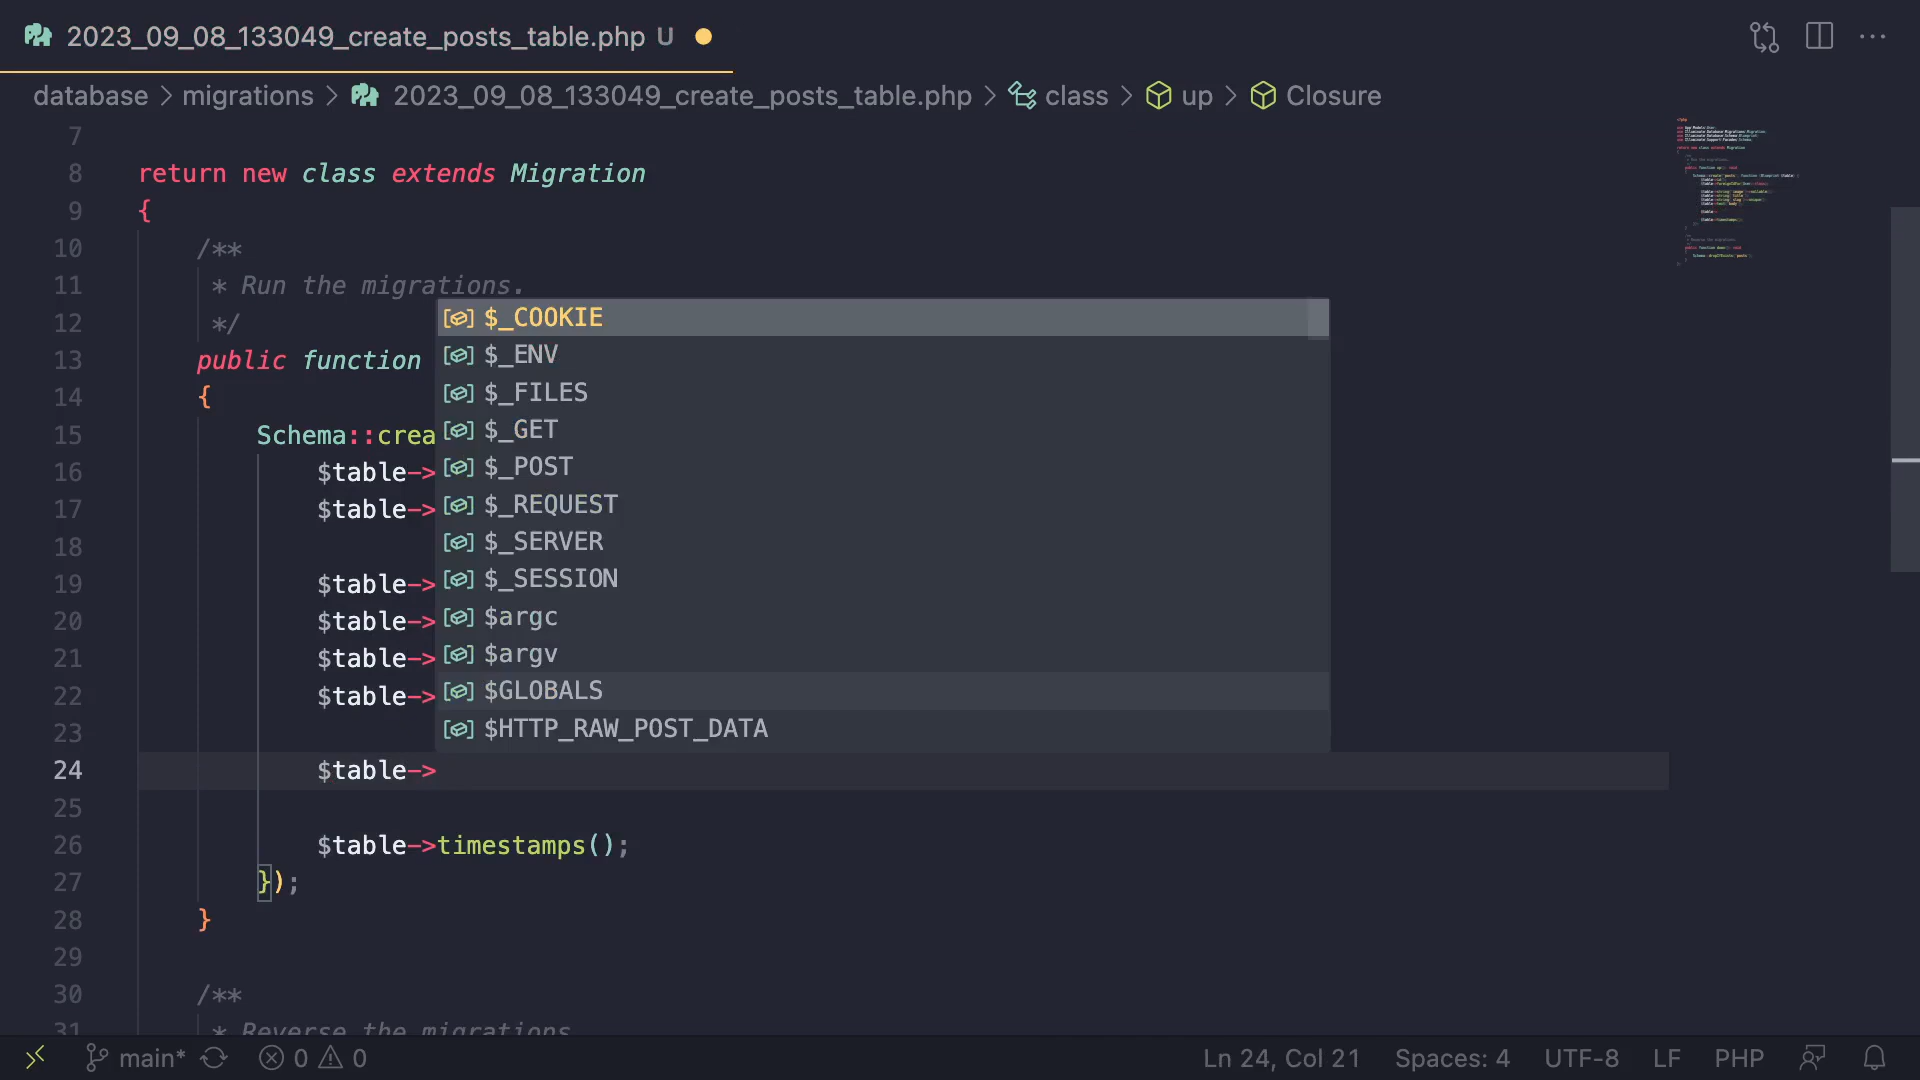 2023_09_08_133049_create_posts_table.php U
database > migrations > 2023_09_08_133049_create_posts_table.php > class > up > Closure
7
8 return new class extends Migration
9 {
10 /**
11 * Run the migrations.
12 */
13 public function
14 {
15 Schema::crea
16 $table->
17 $table->
18
19 $table->
20 $table->
21 $table->
22 $table->
23
24 $table->
25
26 $table->timestamps();
27 });
28 }
29
30 /**
31 * Reverse the migrations
$_COOKIE
$_ENV
$_FILES
$_GET
$_POST
$_REQUEST
$_SERVER
$_SESSION
$argc
$argv
$GLOBALS
$HTTP_RAW_POST_DATA
main* 0 0 Ln 24, Col 21 Spaces: 4 UTF-8 LF PHP